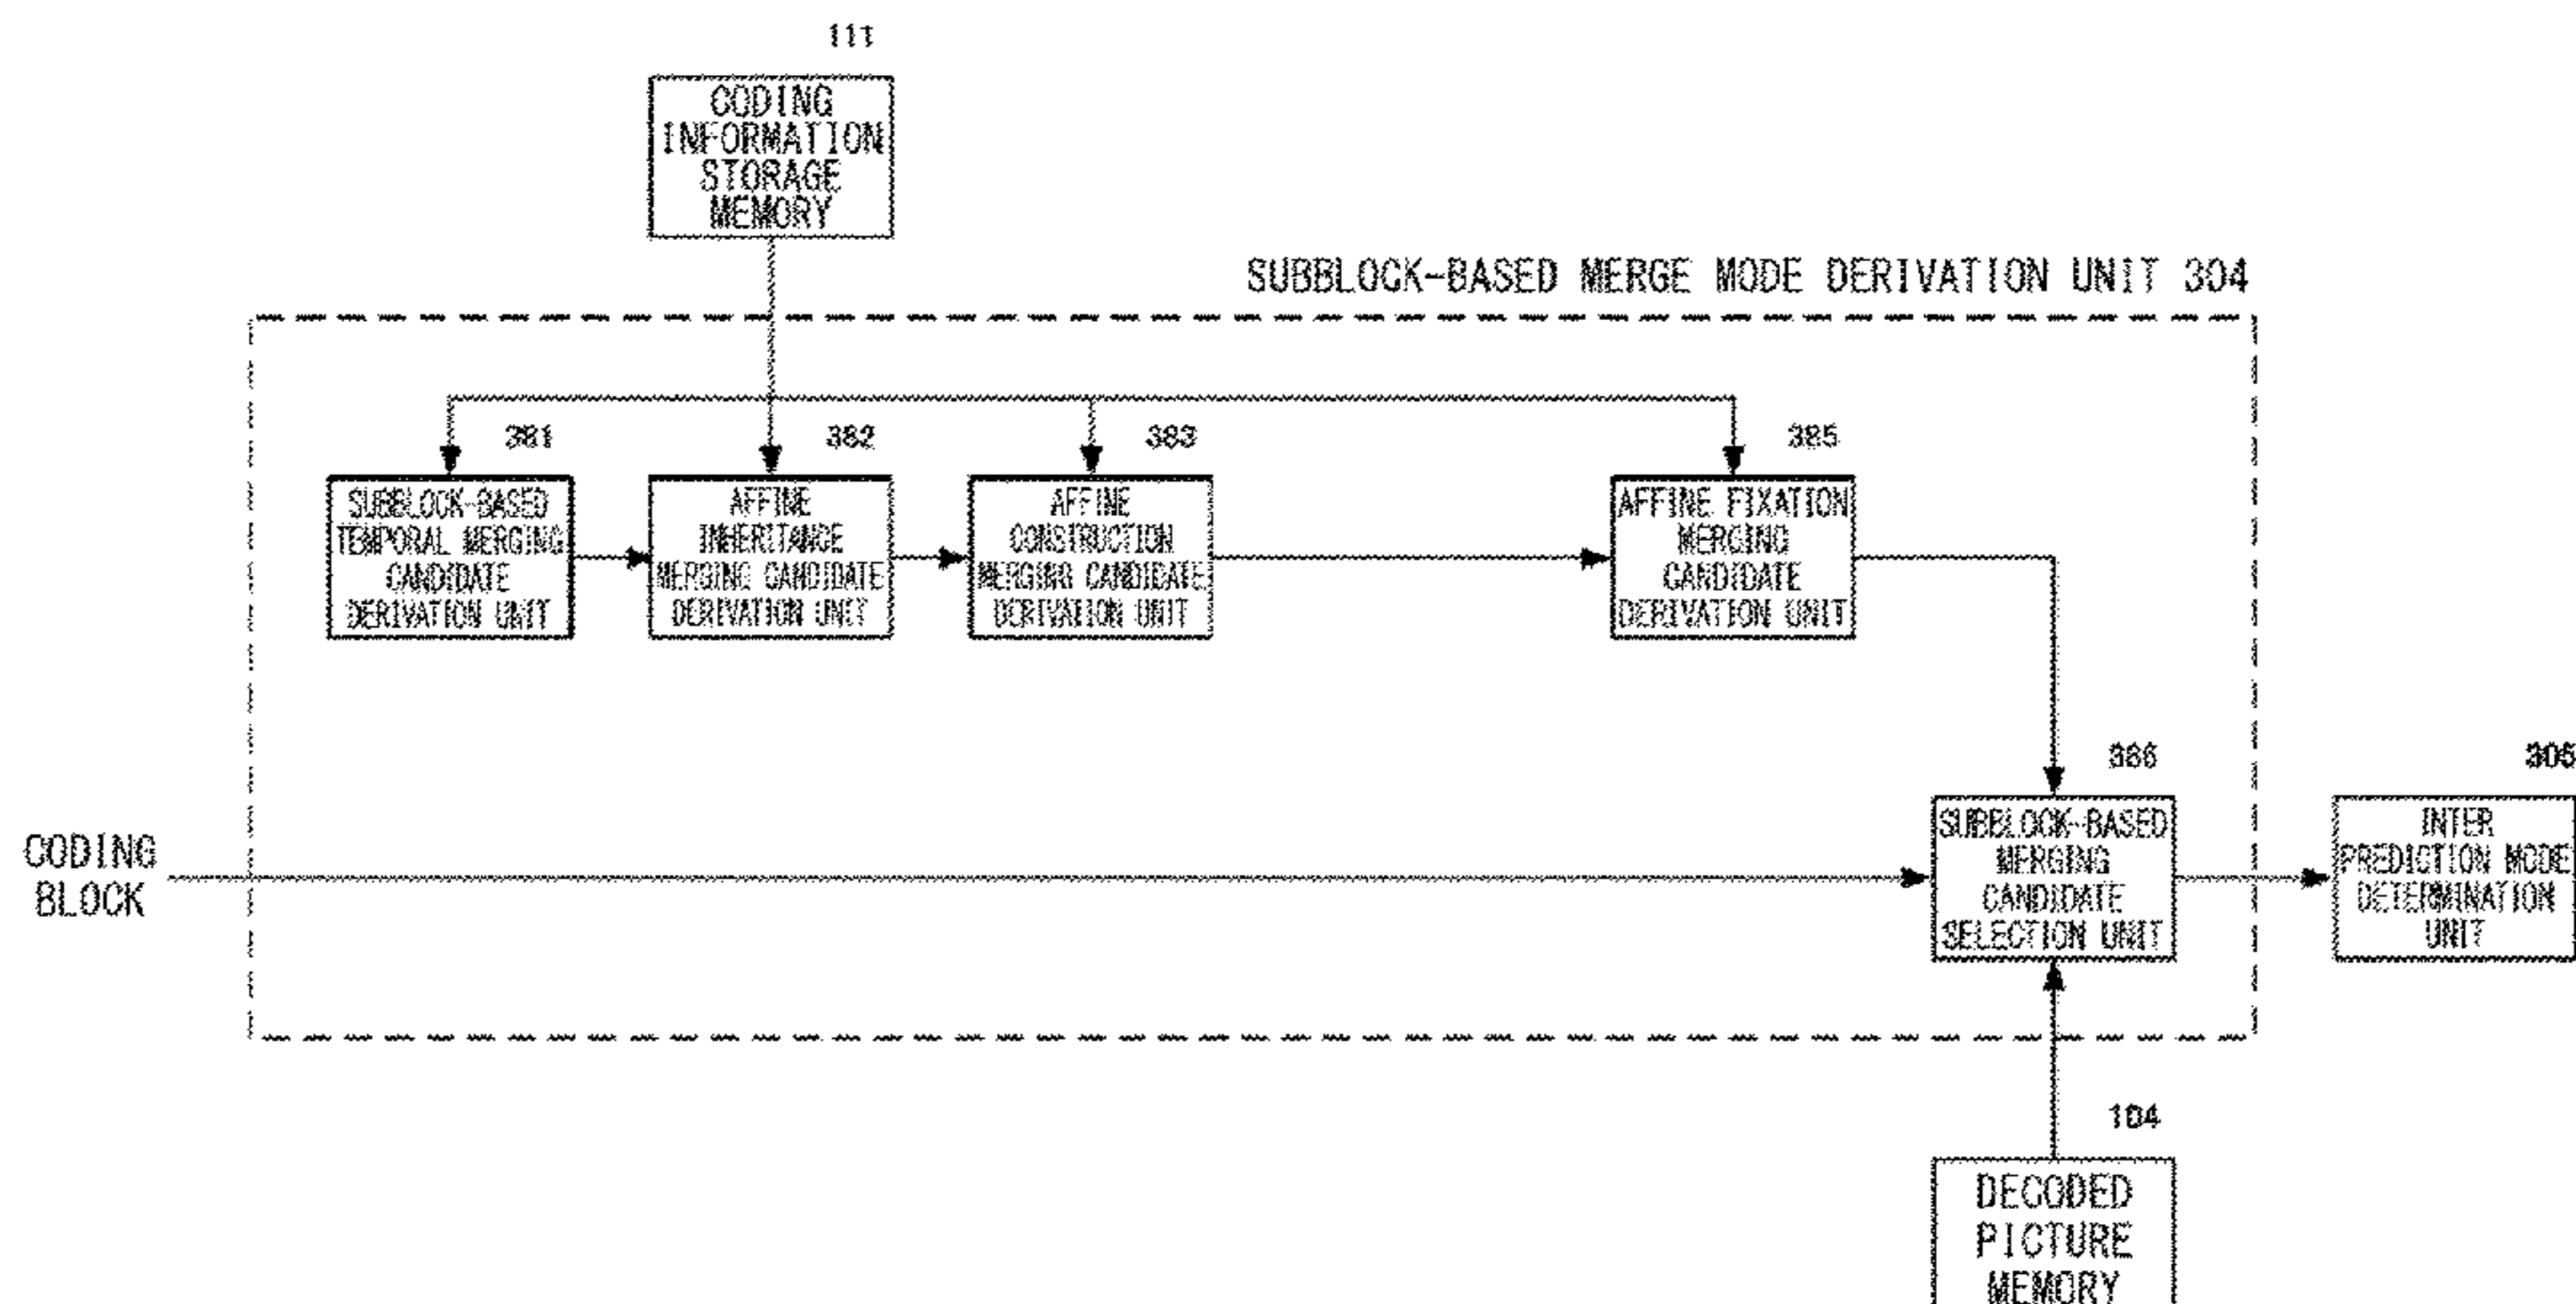 111
CODING
INFORMATION
STORAGE
MEMORY
SUBBLOCK-BASED MERGE MODE DERIVATION UNIT 304
381
SUBBLOCK-BASED
TEMPORAL MERGING
CANDIDATE
DERIVATION UNIT
382
AFFINE
INHERITANCE
MERGING CANDIDATE
DERIVATION UNIT
383
AFFINE
CONSTRUCTION
MERGING CANDIDATE
DERIVATION UNIT
385
AFFINE FIXATION
MERGING
CANDIDATE
DERIVATION UNIT
CODING
BLOCK
386
SUBBLOCK-BASED
MERGING
CANDIDATE
SELECTION UNIT
305
INTER
PREDICTION MODE
DETERMINATION
UNIT
104
DECODED
PICTURE
MEMORY